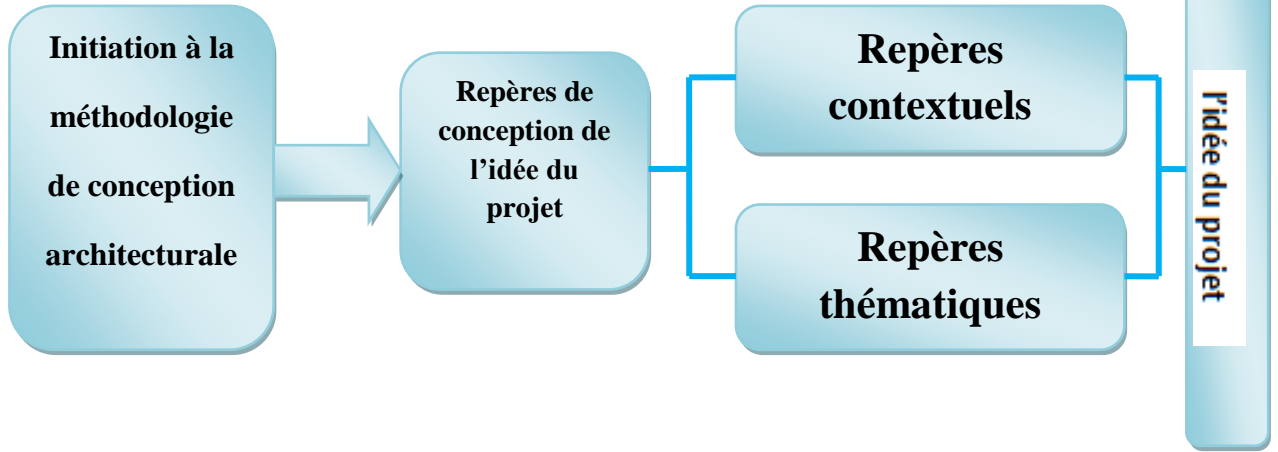 Initiation à la
méthodologie
de conception
architecturale
Repères de
conception de
l’idée du
projet
Repères
contextuels
Repères
thématiques
l'idée du projet